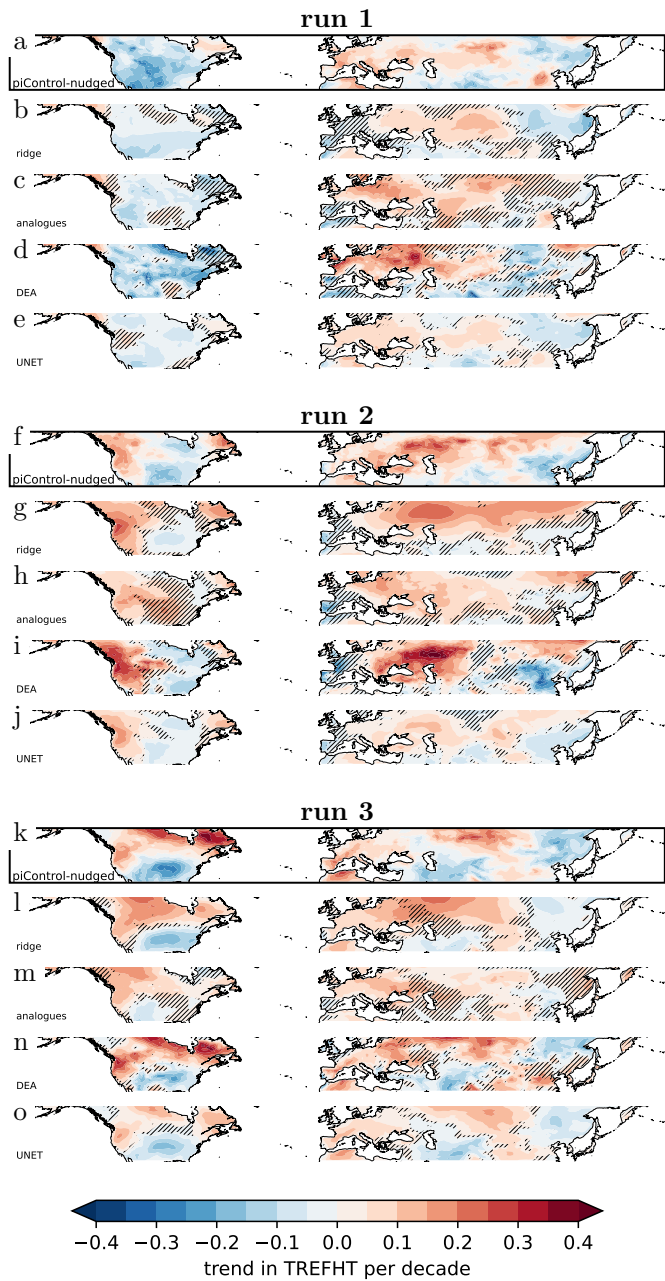 run 1
a
piControl-nudged
b
ridge
c
analogues
d
DEA
e
UNET
run 2
f
piControl-nudged
g
ridge
h
analogues
i
DEA
j
UNET
run 3
k
piControl-nudged
l
ridge
m
analogues
n
DEA
o
UNET
−0.4 −0.3 −0.2 −0.1 0.0 0.1 0.2 0.3 0.4
trend in TREFHT per decade